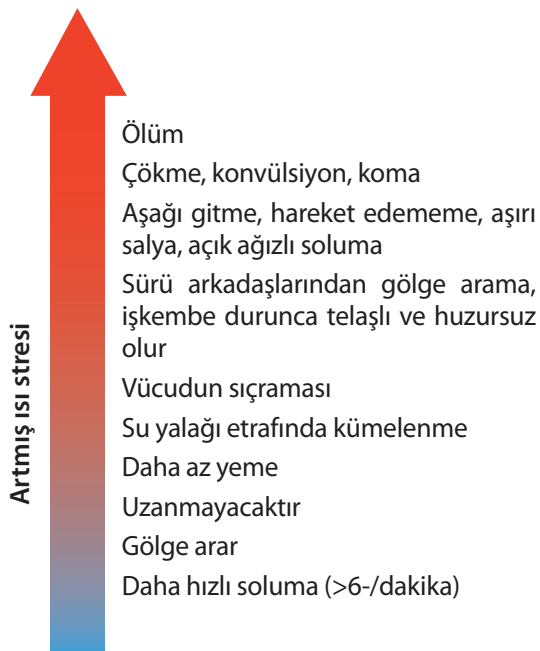 Ölüm
Çökme, konvülsiyon, koma
Aşağı gitme, hareket edememe, aşırı
salya, açık ağızlı soluma
Sürü arkadaşlarından gölge arama,
işkembe durunca telaşlı ve huzursuz
olur
Vücudun sıçraması
Su yalağı etrafında kümelenme
Daha az yeme
Uzanmayacaktır
Gölge arar
Daha hızlı soluma (>6-/dakika)
Artmış ısı stresi